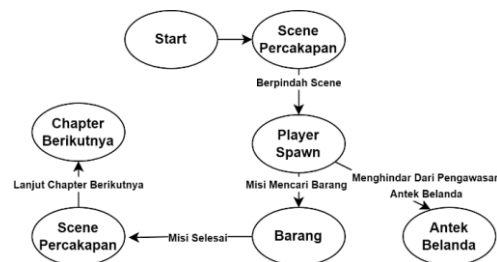 Start
Scene
Percakapan
Berpindah Scene
Player
Spawn
Menghindar Dari Pengawasan
Antek Belanda
Misi Mencari Barang
Barang
Antek
Belanda
Misi Selesai
Scene
Percakapan
Lanjut Chapter Berikutnya
Chapter
Berikutnya